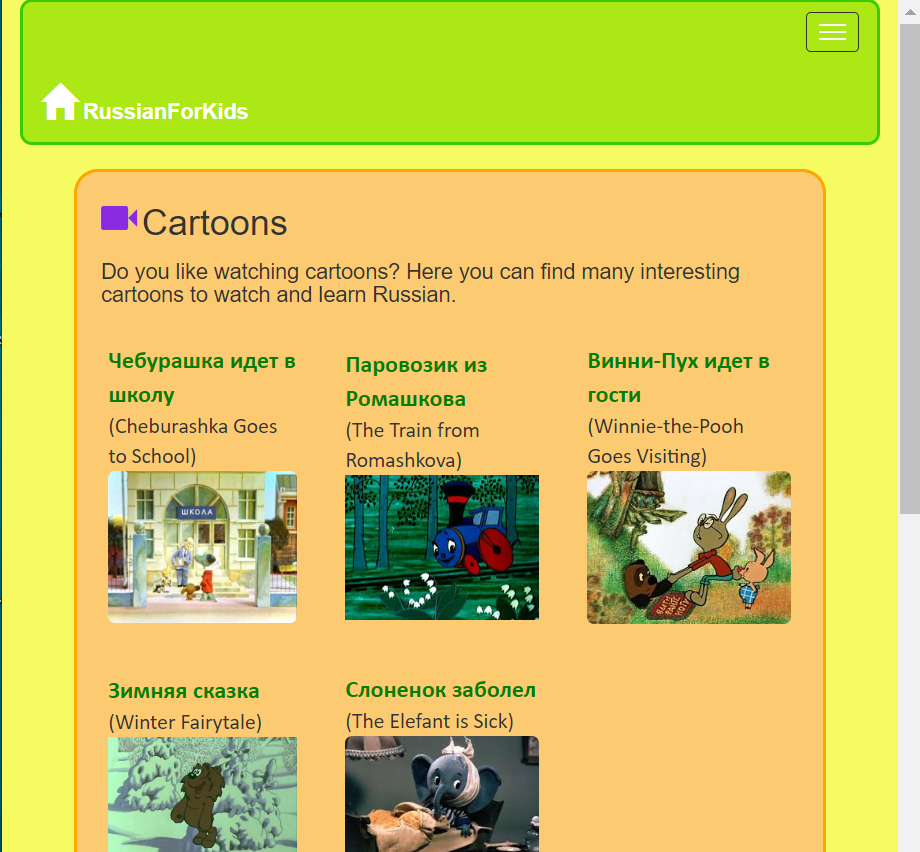 RussianForKids
Cartoons
Do you like watching cartoons? Here you can find many interesting
cartoons to watch and learn Russian.
Чебурашка идет в
школу
(Cheburashka Goes
to School)
ШКОЛА
Паровозик из
Ромашкова
(The Train from
Romashkova)
Винни-Пух идет в
гости
(Winnie-the-Pooh
Goes Visiting)
Зимняя сказка
(Winter Fairytale)
Слоненок заболел
(The Elefant is Sick)